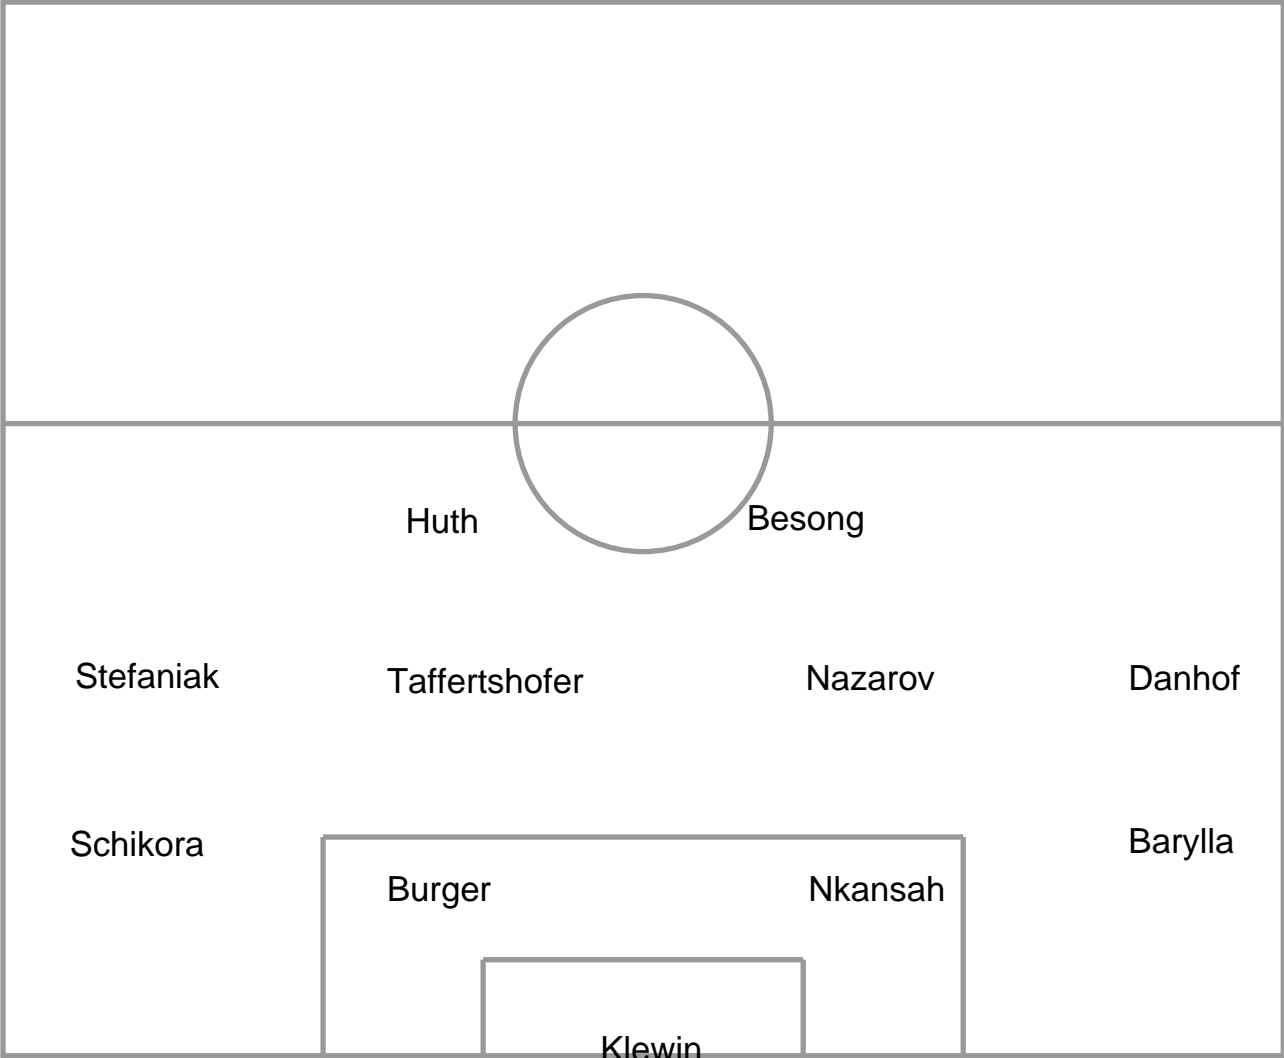 Huth
Besong
Stefaniak
Taffertshofer
Nazarov
Danhof
Schikora
Barylla
Burger
Nkansah
Klewin